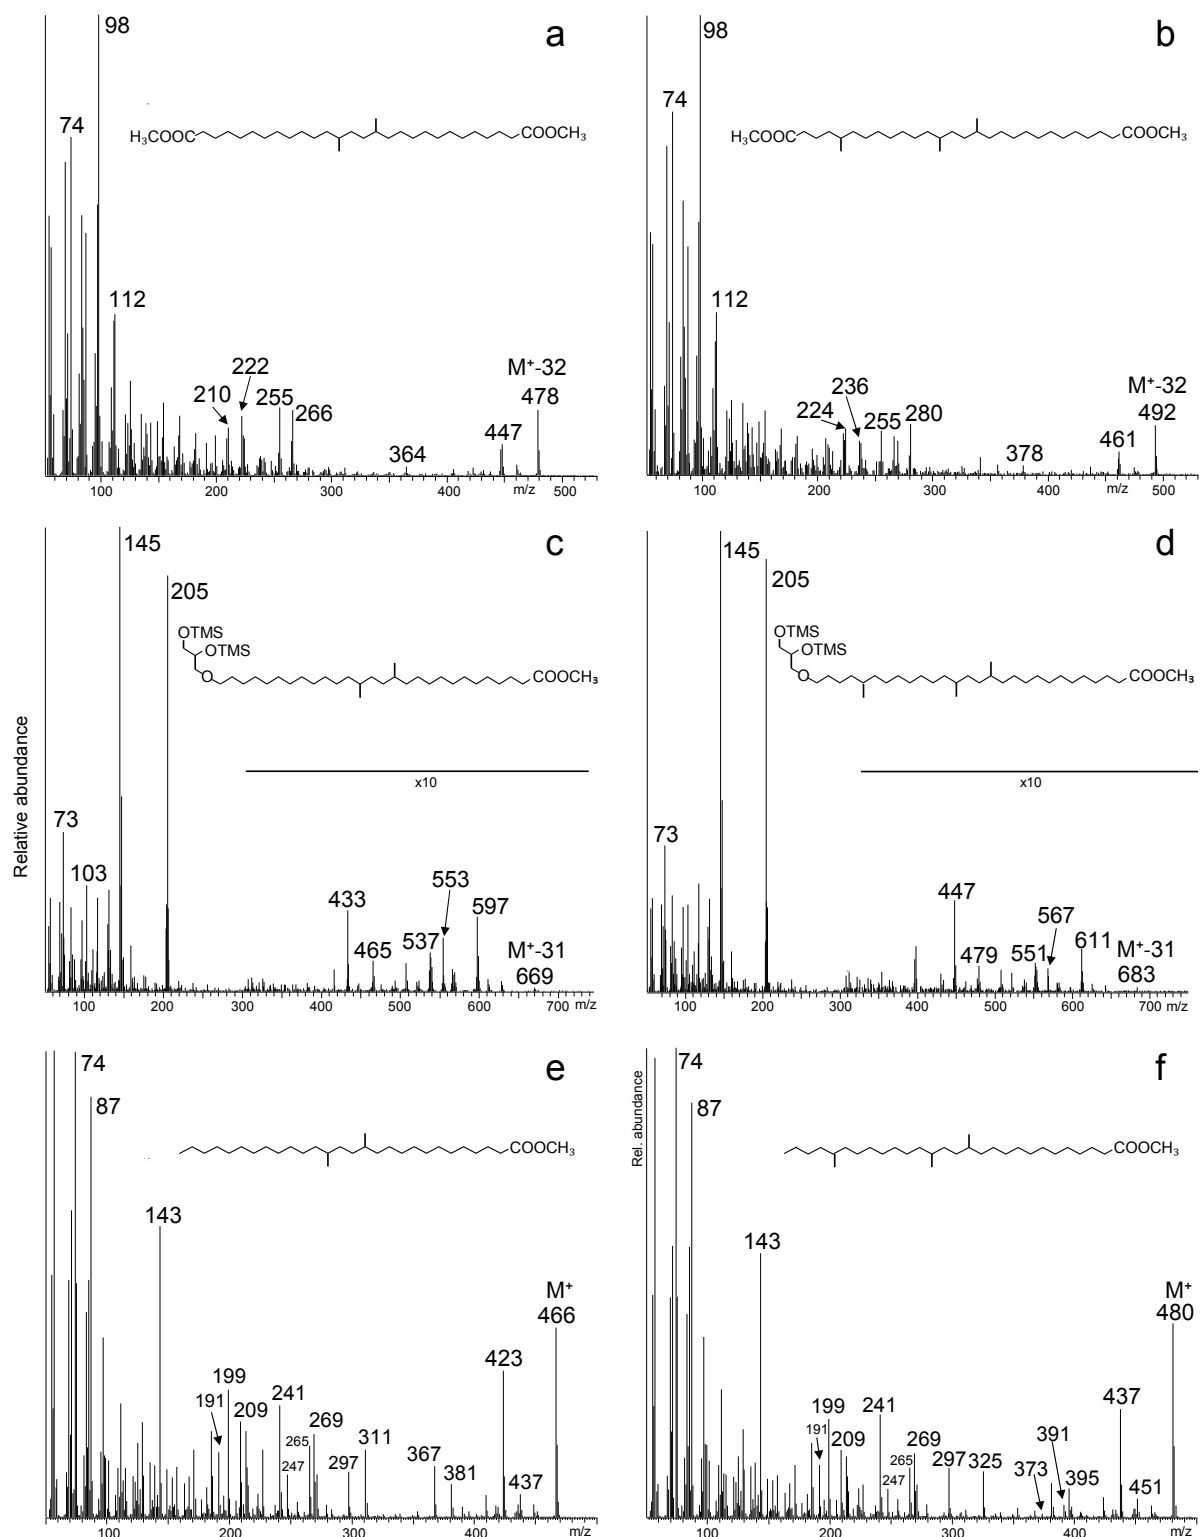 a
98
74
H₃COOC COOCH₃
112
210
222
255
266
364
447
M⁺-32
478
100 200 300 400 m/z 500
b
98
74
H₃COOC COOCH₃
112
224
236
255
280
378
461
M⁺-32
492
100 200 300 400 m/z 500
Relative abundance
c
145
205
OTMS
OTMS
O COOCH₃
x10
73
103
433
465
537
553
597
M⁺-31
669
100 200 300 400 500 600 700 m/z
d
145
205
OTMS
OTMS
O COOCH₃
x10
73
447
479
551
567
611
M⁺-31
683
100 200 300 400 500 600 700 m/z
e
74
87
COOCH₃
143
191
199
209
241
247
265
269
297
311
367
381
423
437
M⁺
466
200 300 400 m/z
Rel. abundance
f
74
87
COOCH₃
143
191
199
209
241
247
265
269
297
325
373
391
395
437
451
M⁺
480
100 200 300 400 m/z